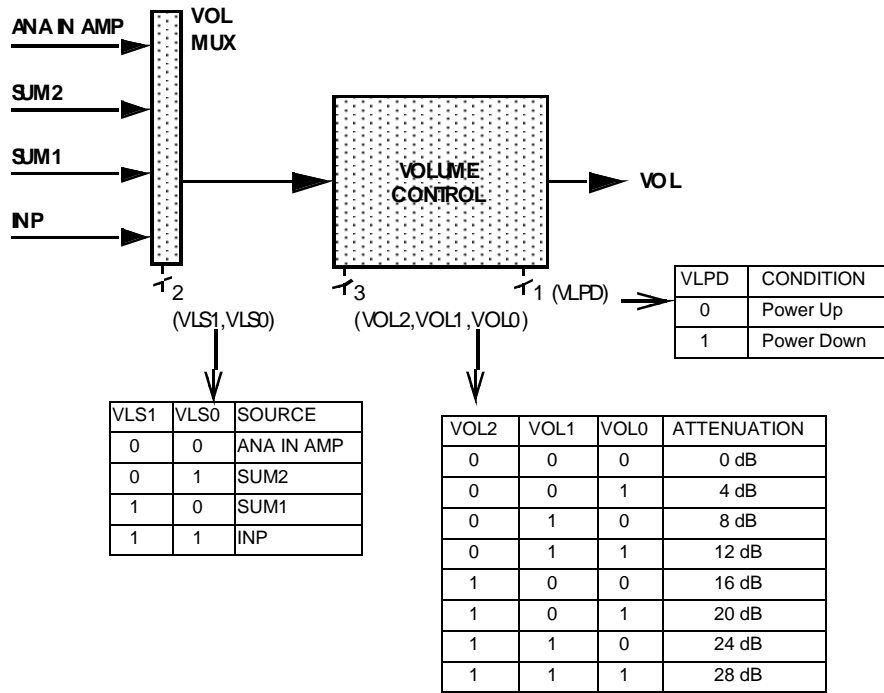 ANA IN AMP
VOL
MUX
SUM2
SUM1
INP
VOLUME
CONTROL
VOL
2
(VLS1,VLS0)
3
(VOL2,VOL1,VOL0)
1 (VLPD)
VLPD CONDITION
0 Power Up
1 Power Down
VLS1 VLS0 SOURCE
0 0 ANA IN AMP
0 1 SUM2
1 0 SUM1
1 1 INP
VOL2 VOL1 VOL0 ATTENUATION
0 0 0 0 dB
0 0 1 4 dB
0 1 0 8 dB
0 1 1 12 dB
1 0 0 16 dB
1 0 1 20 dB
1 1 0 24 dB
1 1 1 28 dB